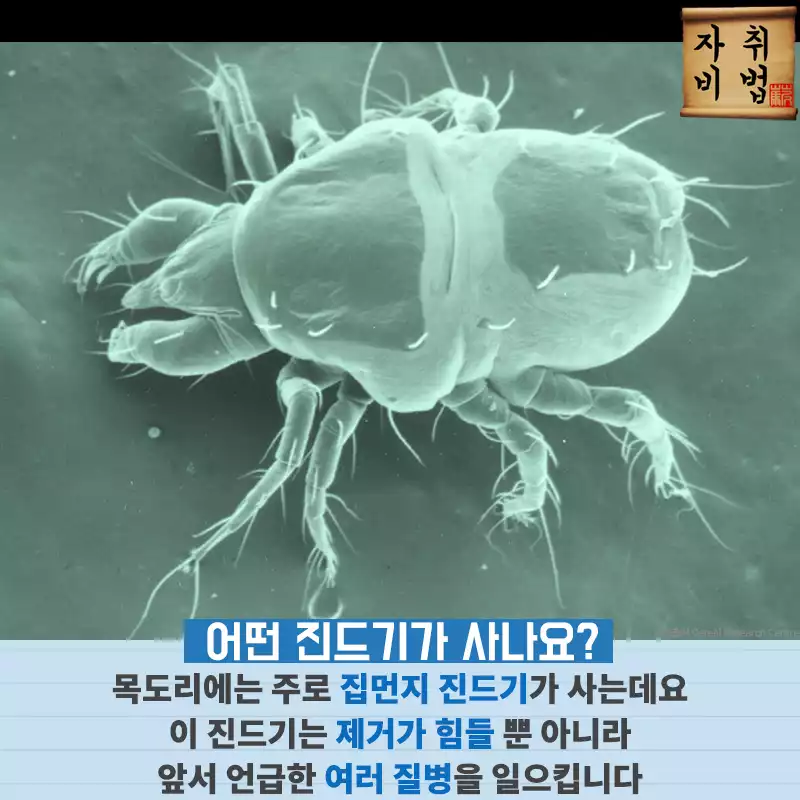 자취
비법
어떤 진드기가 사나요?
목도리에는 주로 집먼지 진드기가 사는데요
이 진드기는 제거가 힘들 뿐 아니라
앞서 언급한 여러 질병을 일으킵니다